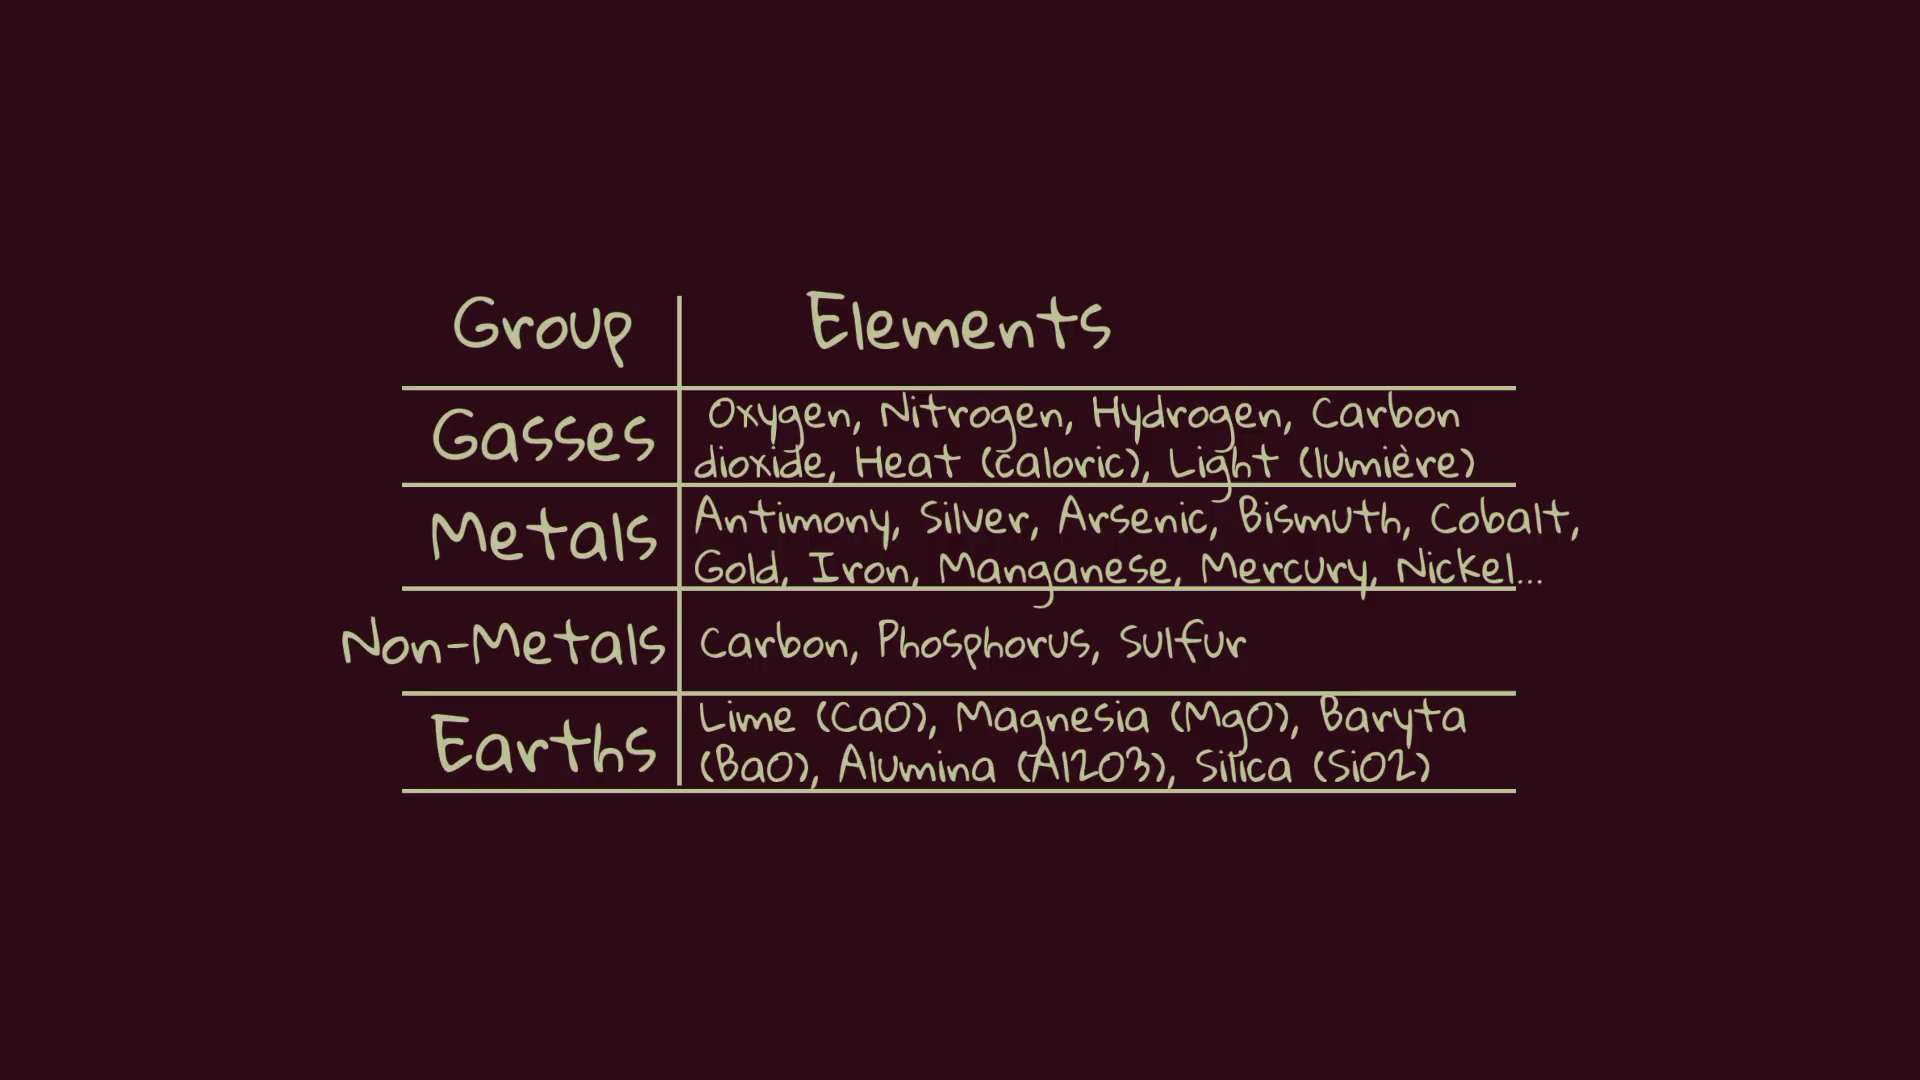 Group Elements
Gasses
Oxygen, Nitrogen, Hydrogen, Carbon
dioxide, Heat (caloric), Light (lumière)
Metals
Antimony, Silver, Arsenic, Bismuth, Cobalt,
Gold, Iron, Manganese, Mercury, Nickel...
Non-Metals
Carbon, Phosphorus, Sulfur
Earths
Lime (CaO), Magnesia (MgO), Baryta
(BaO), Alumina (Al2O3), Silica (SiO2)